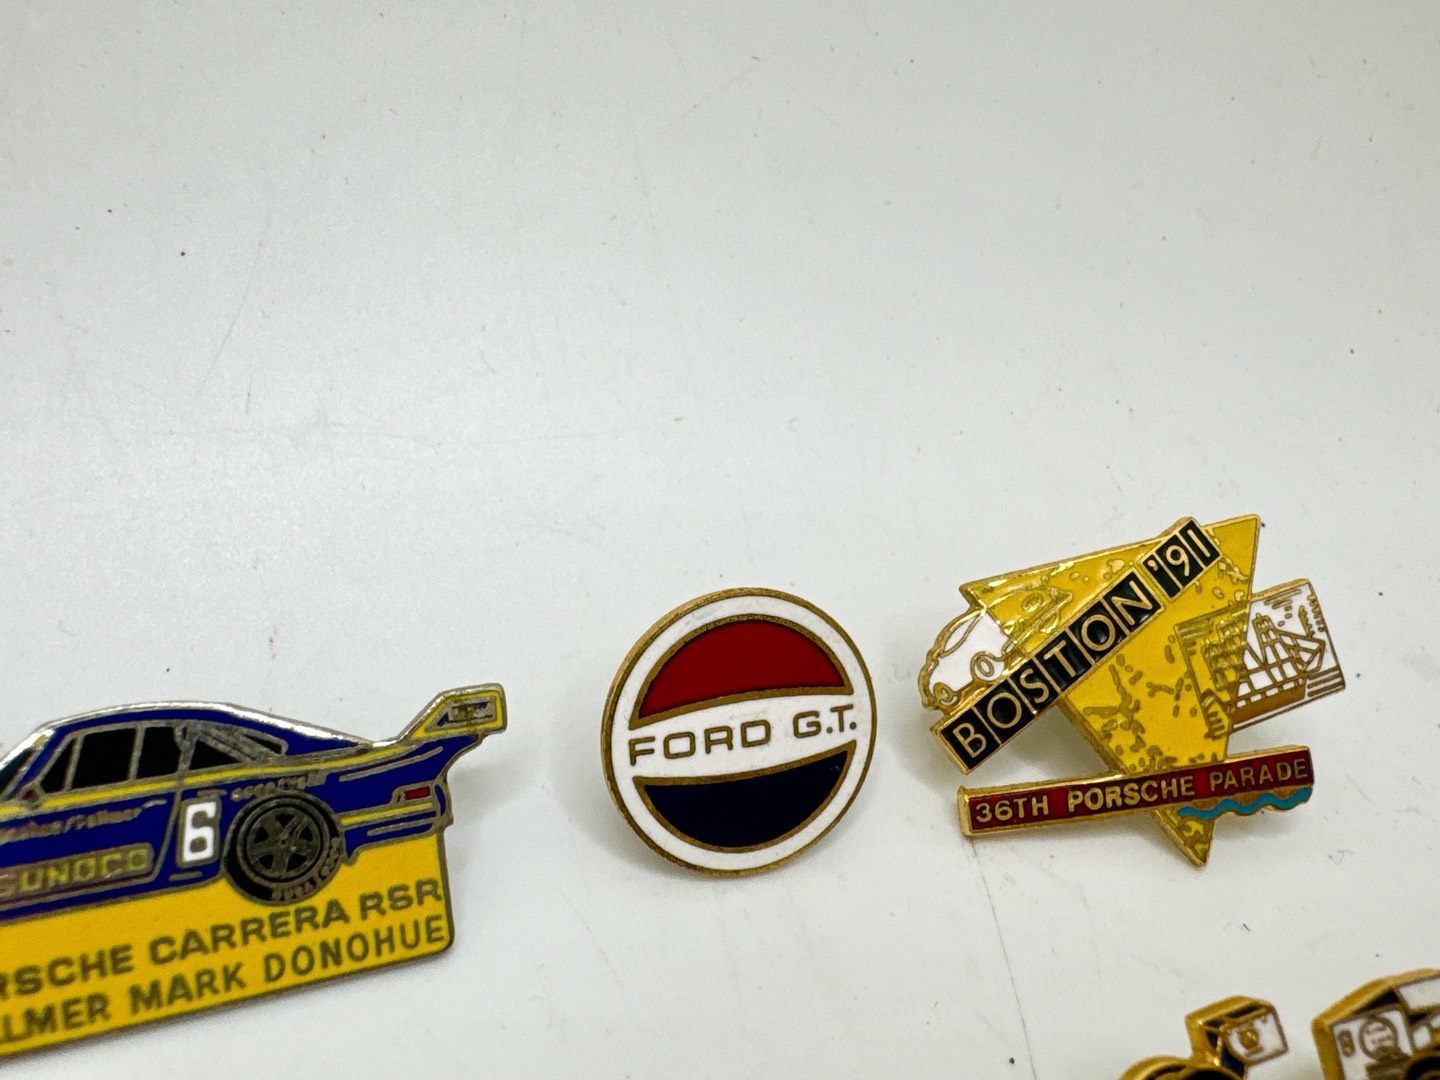 6
SUNOCO
RSCHE CARRERA RSR
LMER MARK DONOHUE
FORD G.T.
BOSTON '91
36TH PORSCHE PARADE